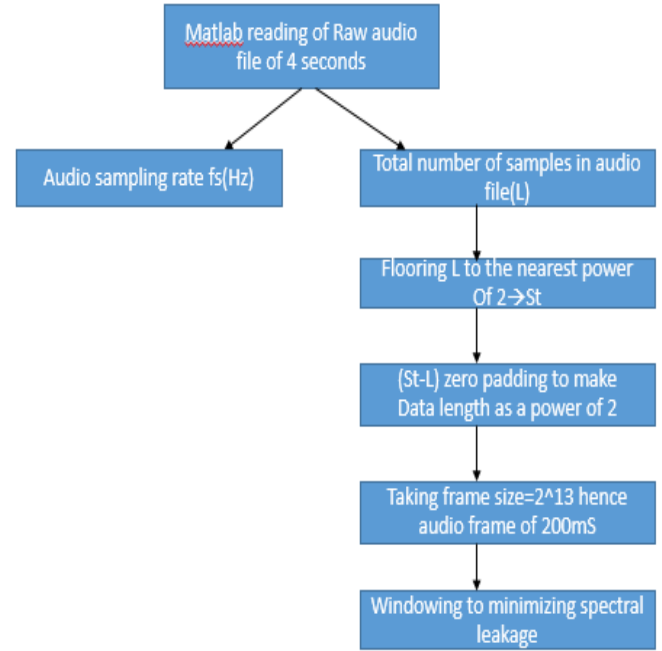 Matlab reading of Raw audio
file of 4 seconds
Audio sampling rate fs(Hz)
Total number of samples in audio
file(L)
Flooring L to the nearest power
Of 2→St
(St-L) zero padding to make
Data length as a power of 2
Taking frame size=2^13 hence
audio frame of 200mS
Windowing to minimizing spectral
leakage